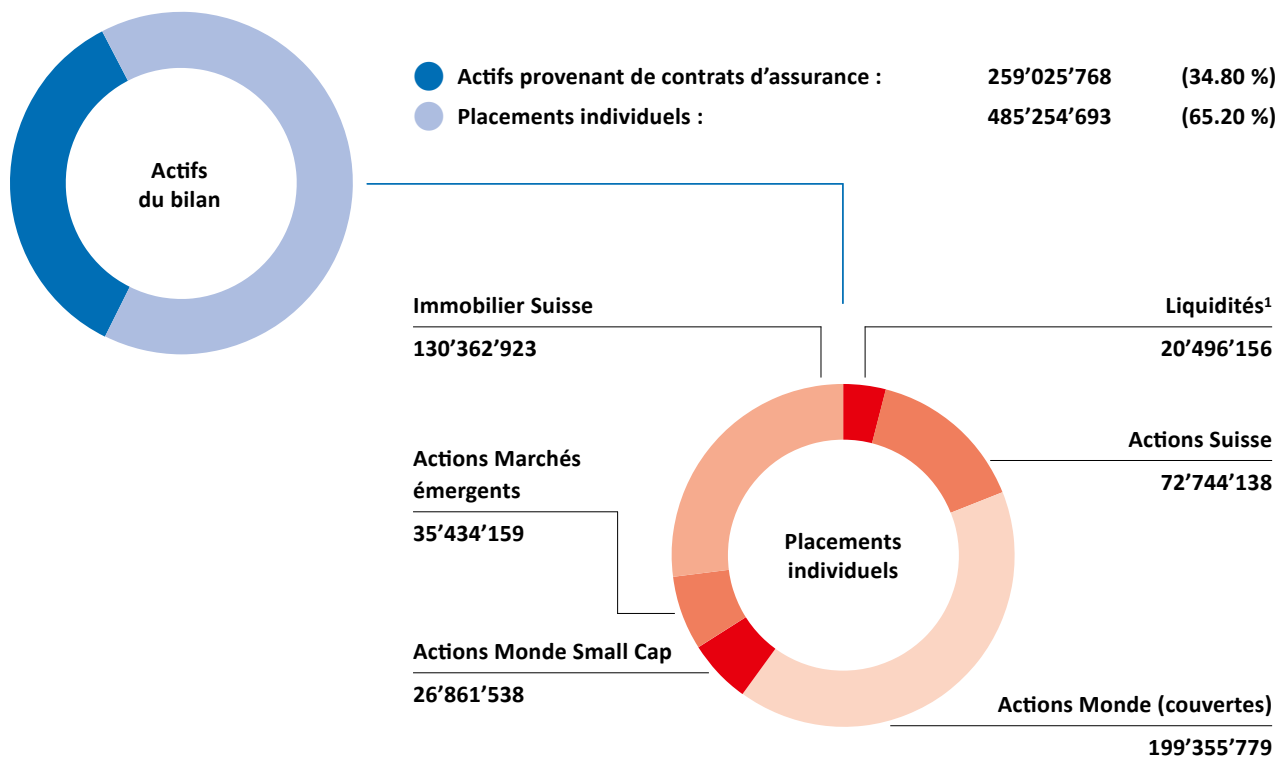 Actifs
du bilan
Actifs provenant de contrats d'assurance : 259’025’768 (34.80 %)
Placements individuels : 485’254’693 (65.20 %)
Immobilier Suisse
130’362’923
Liquidités¹
20’496’156
Actions Suisse
72’744’138
Actions Marchés
émergents
35’434’159
Placements
individuels
Actions Monde Small Cap
26’861’538
Actions Monde (couvertes)
199’355’779